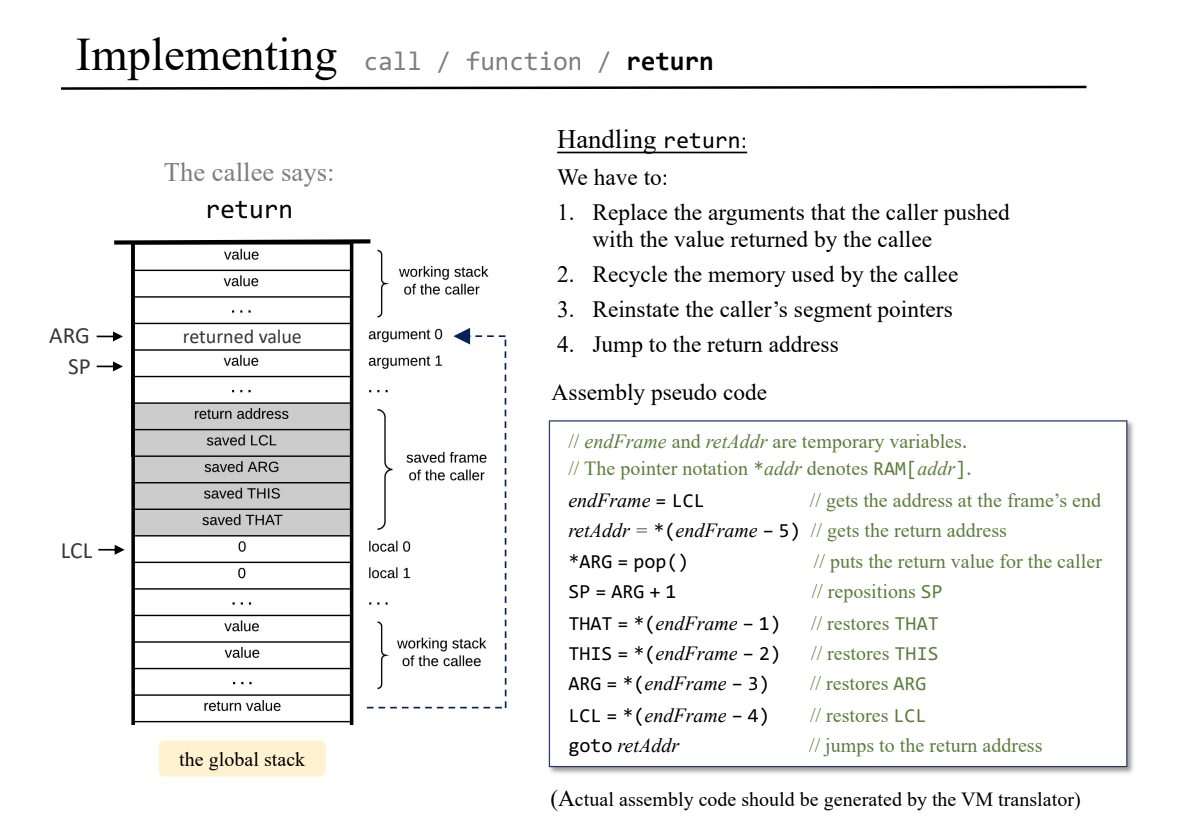 Implementing call / function / return
The callee says:
return
value
value
...
working stack
of the caller
ARG
returned value
argument 0
SP
value
argument 1
...
...
return address
saved LCL
saved ARG
saved THIS
saved THAT
saved frame
of the caller
LCL
0
local 0
0
local 1
...
...
value
value
...
working stack
of the callee
return value
the global stack
Handling return:
We have to:
1. Replace the arguments that the caller pushed
with the value returned by the callee
2. Recycle the memory used by the callee
3. Reinstate the caller’s segment pointers
4. Jump to the return address
Assembly pseudo code
// endFrame and retAddr are temporary variables.
// The pointer notation *addr denotes RAM[addr].
endFrame = LCL // gets the address at the frame’s end
retAddr = *(endFrame – 5) // gets the return address
*ARG = pop() // puts the return value for the caller
SP = ARG + 1 // repositions SP
THAT = *(endFrame – 1) // restores THAT
THIS = *(endFrame – 2) // restores THIS
ARG = *(endFrame – 3) // restores ARG
LCL = *(endFrame – 4) // restores LCL
goto retAddr // jumps to the return address
(Actual assembly code should be generated by the VM translator)